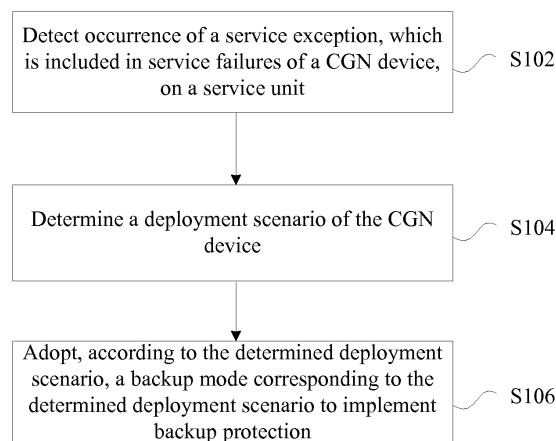 Detect occurrence of a service exception, which
is included in service failures of a CGN device,
on a service unit
S102
Determine a deployment scenario of the CGN
device
S104
Adopt, according to the determined deployment
scenario, a backup mode corresponding to the
determined deployment scenario to implement
backup protection
S106